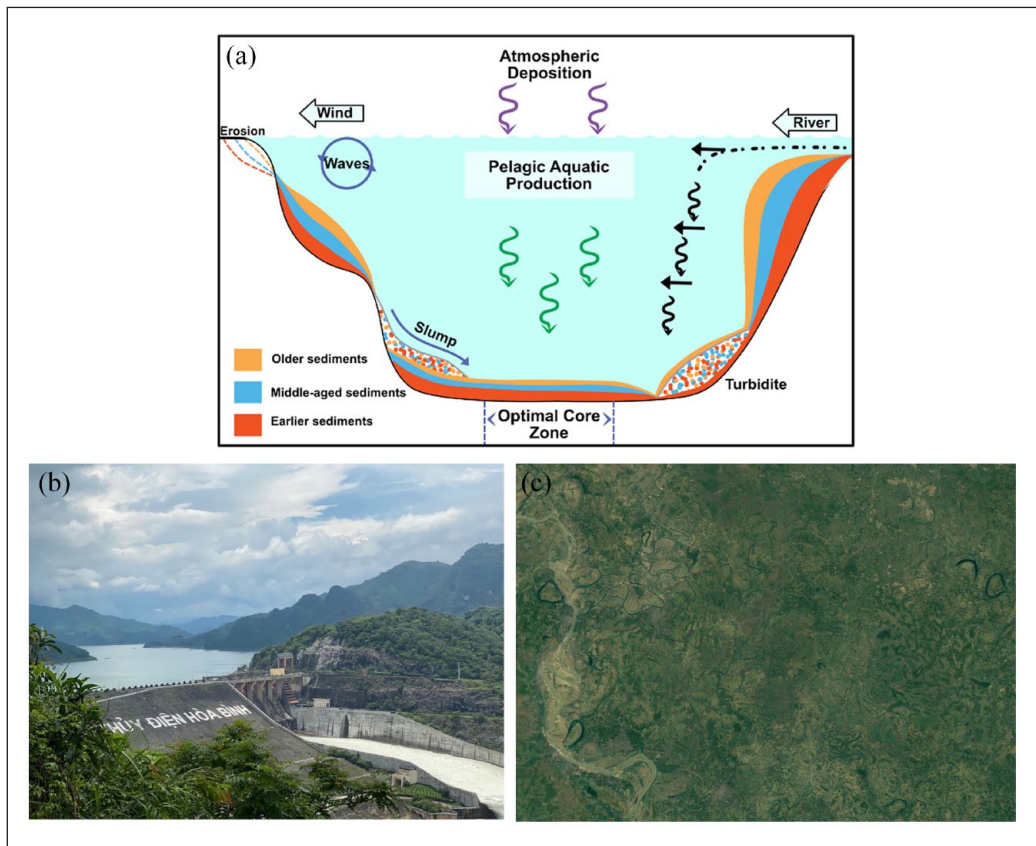 (a)
Atmospheric
Deposition
Wind
River
Erosion
Waves
Pelagic Aquatic
Production
Slump
Older sediments
Middle-aged sediments
Earlier sediments
Turbidite
Optimal Core
Zone
(b)
HỦY ĐIỆN HÒA BÌNH
(c)